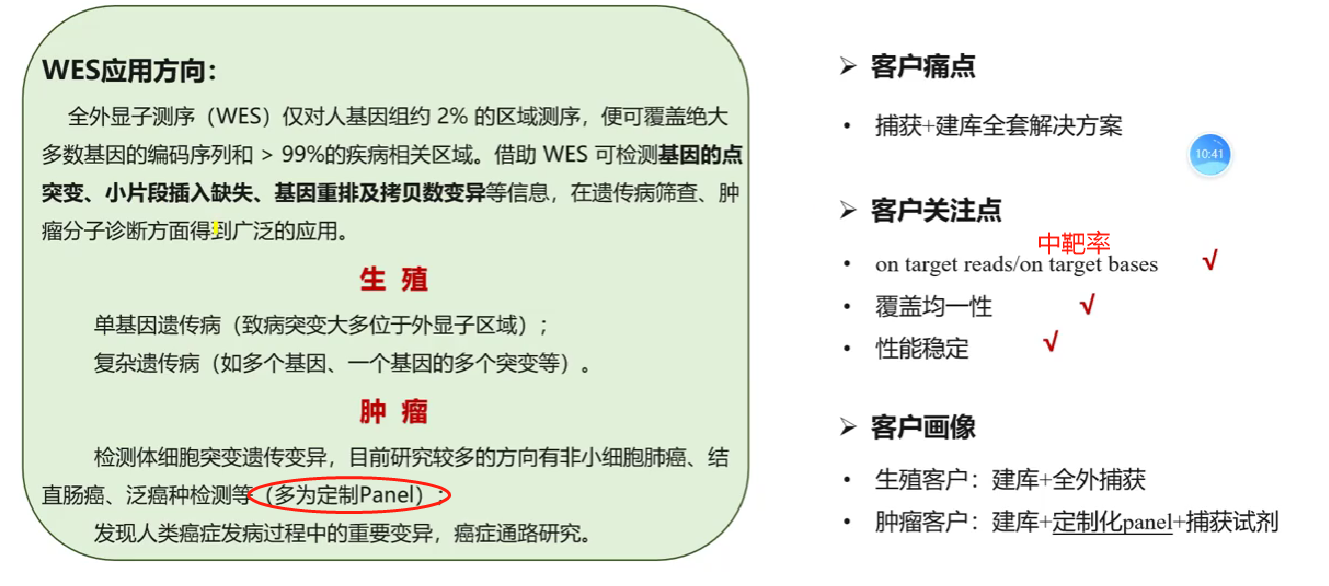 WES应用方向：
全外显子测序（WES）仅对人基因组约 2% 的区域测序，便可覆盖绝大
多数基因的编码序列和 > 99%的疾病相关区域。借助 WES 可检测基因的点
突变、小片段插入缺失、基因重排及拷贝数变异等信息，在遗传病筛查、肿
瘤分子诊断方面得到广泛的应用。
生 殖
单基因遗传病（致病突变大多位于外显子区域）；
复杂遗传病（如多个基因、一个基因的多个突变等）。
肿 瘤
检测体细胞突变遗传变异，目前研究较多的方向有非小细胞肺癌、结
直肠癌、泛癌种检测等（多为定制Panel）；
发现人类癌症发病过程中的重要变异，癌症通路研究。
➢ 客户痛点
• 捕获+建库全套解决方案
10:41
➢ 客户关注点
中靶率
• on target reads/on target bases √
• 覆盖均一性 √
• 性能稳定 √
➢ 客户画像
• 生殖客户：建库+全外捕获
• 肿瘤客户：建库+定制化panel+捕获试剂